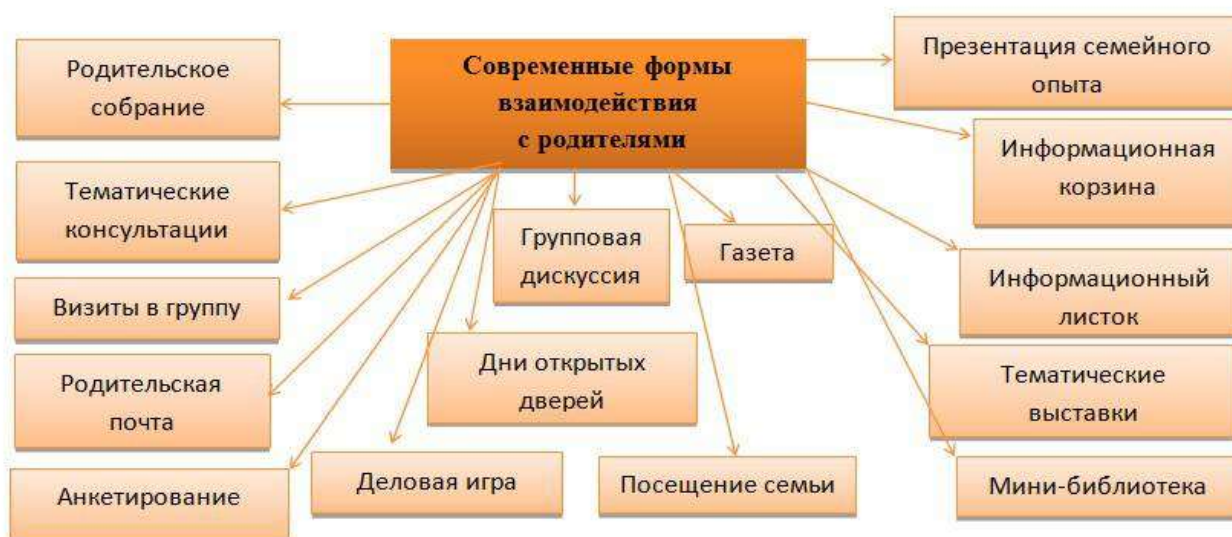 Современные формы
взаимодействия
с родителями
Родительское
собрание
Тематические
консультации
Визиты в группу
Родительская
почта
Анкетирование
Групповая
дискуссия
Газета
Дни открытых
дверей
Деловая игра
Посещение семьи
Презентация семейного
опыта
Информационная
корзина
Информационный
листок
Тематические
выставки
Мини-библиотека